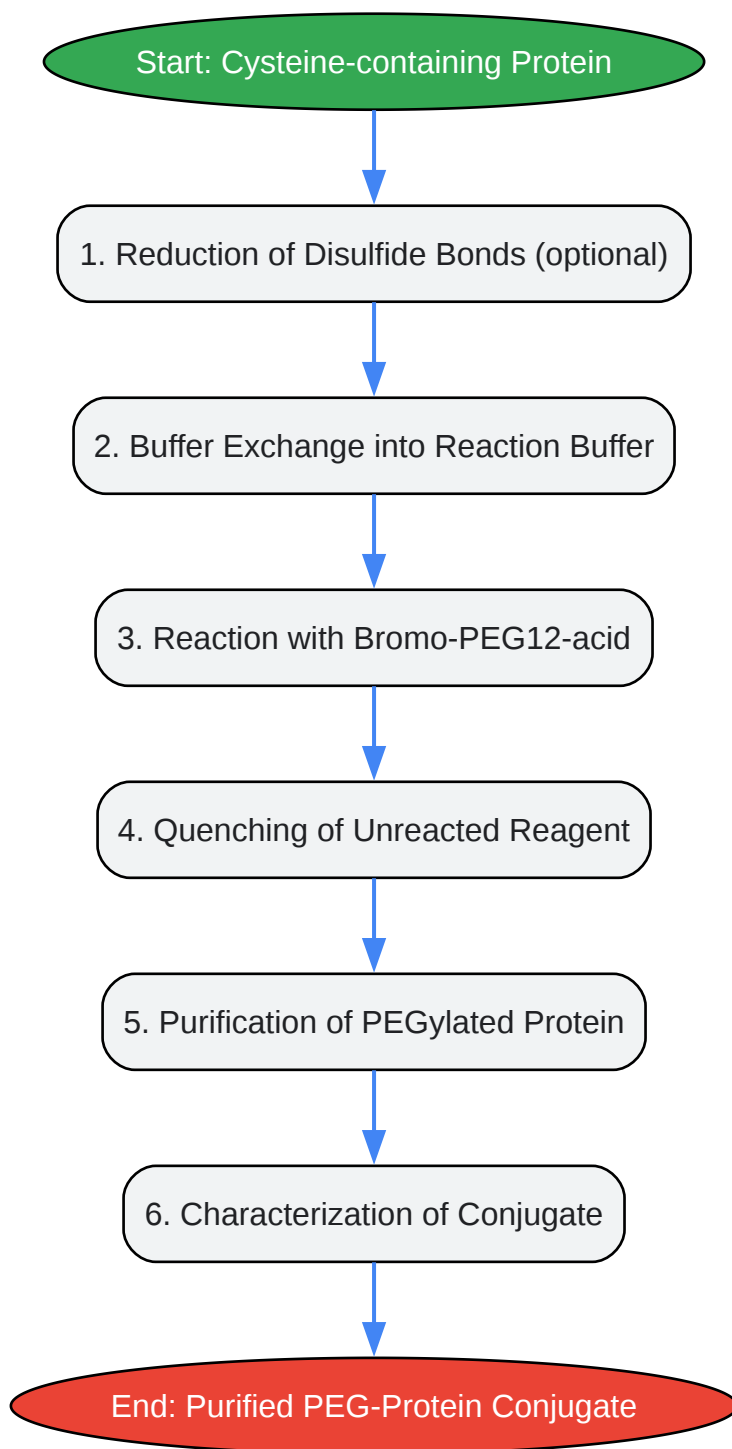 Start: Cysteine-containing Protein
1. Reduction of Disulfide Bonds (optional)
2. Buffer Exchange into Reaction Buffer
3. Reaction with Bromo-PEG12-acid
4. Quenching of Unreacted Reagent
5. Purification of PEGylated Protein
6. Characterization of Conjugate
End: Purified PEG-Protein Conjugate